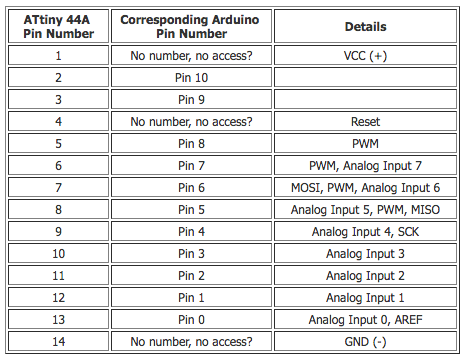 ATtiny 44A Pin Number | Corresponding Arduino Pin Number | Details
1 | No number, no access? | VCC (+)
2 | Pin 10 |
3 | Pin 9 |
4 | No number, no access? | Reset
5 | Pin 8 | PWM
6 | Pin 7 | PWM, Analog Input 7
7 | Pin 6 | MOSI, PWM, Analog Input 6
8 | Pin 5 | Analog Input 5, PWM, MISO
9 | Pin 4 | Analog Input 4, SCK
10 | Pin 3 | Analog Input 3
11 | Pin 2 | Analog Input 2
12 | Pin 1 | Analog Input 1
13 | Pin 0 | Analog Input 0, AREF
14 | No number, no access? | GND (-)